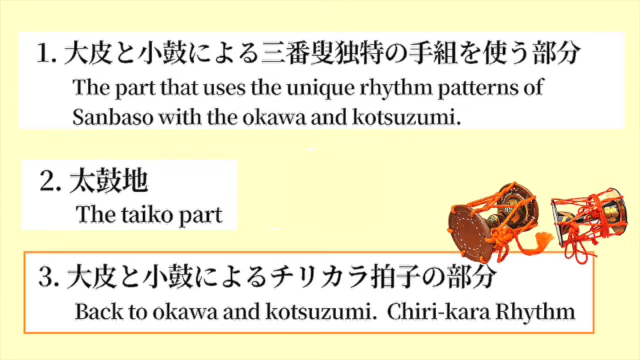 1. 大皮と小鼓による三番叟独特の手組を使う部分
The part that uses the unique rhythm patterns of
Sanbaso with the okawa and kotsuzumi.
2. 太鼓地
The taiko part
3. 大皮と小鼓によるチリカラ拍子の部分
Back to okawa and kotsuzumi. Chiri-kara Rhythm